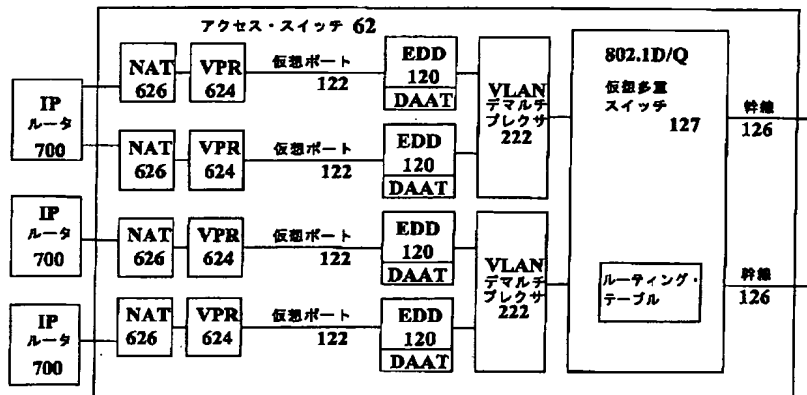 アクセス・スイッチ 62
IP
ルータ
700
NAT
626
VPR
624
仮想ポート
122
EDD
120
DAAT
NAT
626
VPR
624
仮想ポート
122
EDD
120
DAAT
VLAN
デマルチ
プレクサ
222
IP
ルータ
700
NAT
626
VPR
624
仮想ポート
122
EDD
120
DAAT
IP
ルータ
700
NAT
626
VPR
624
仮想ポート
122
EDD
120
DAAT
VLAN
デマルチ
プレクサ
222
802.1D/Q
仮想多重
スイッチ
127
ルーティング・
テーブル
幹線
126
幹線
126